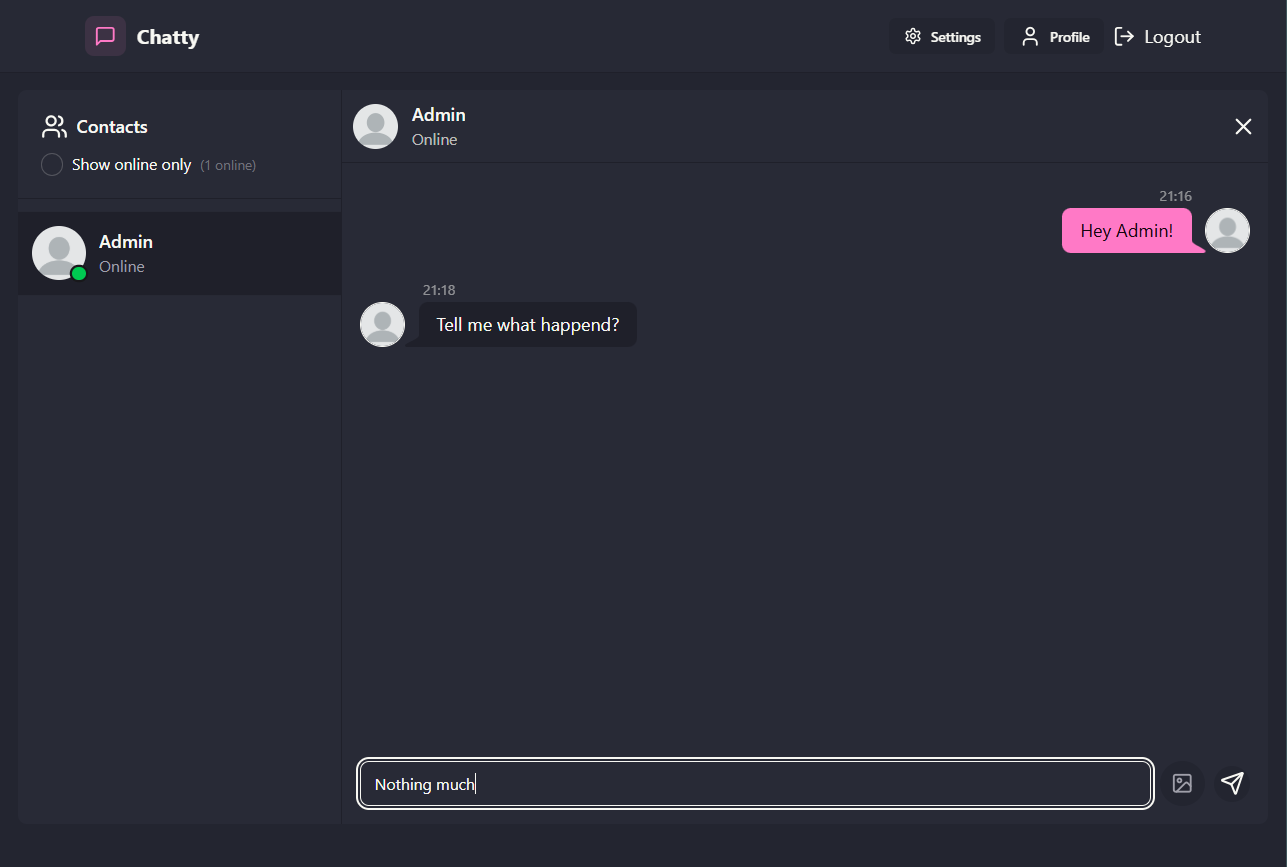 Chatty
Settings
Profile
Logout
Contacts
Show online only (1 online)
Admin
Online
Admin
Online
21:16
Hey Admin!
21:18
Tell me what happend?
Nothing much